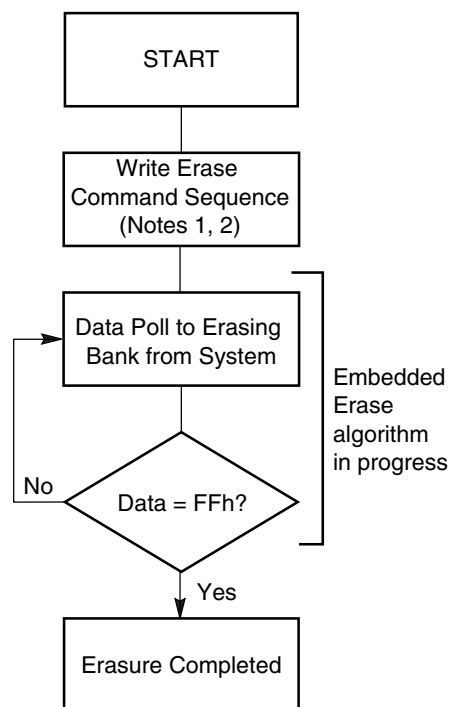 START
Write Erase
Command Sequence
(Notes 1, 2)
Data Poll to Erasing
Bank from System
Embedded
Erase
algorithm
in progress
No
Data = FFh?
Yes
Erasure Completed